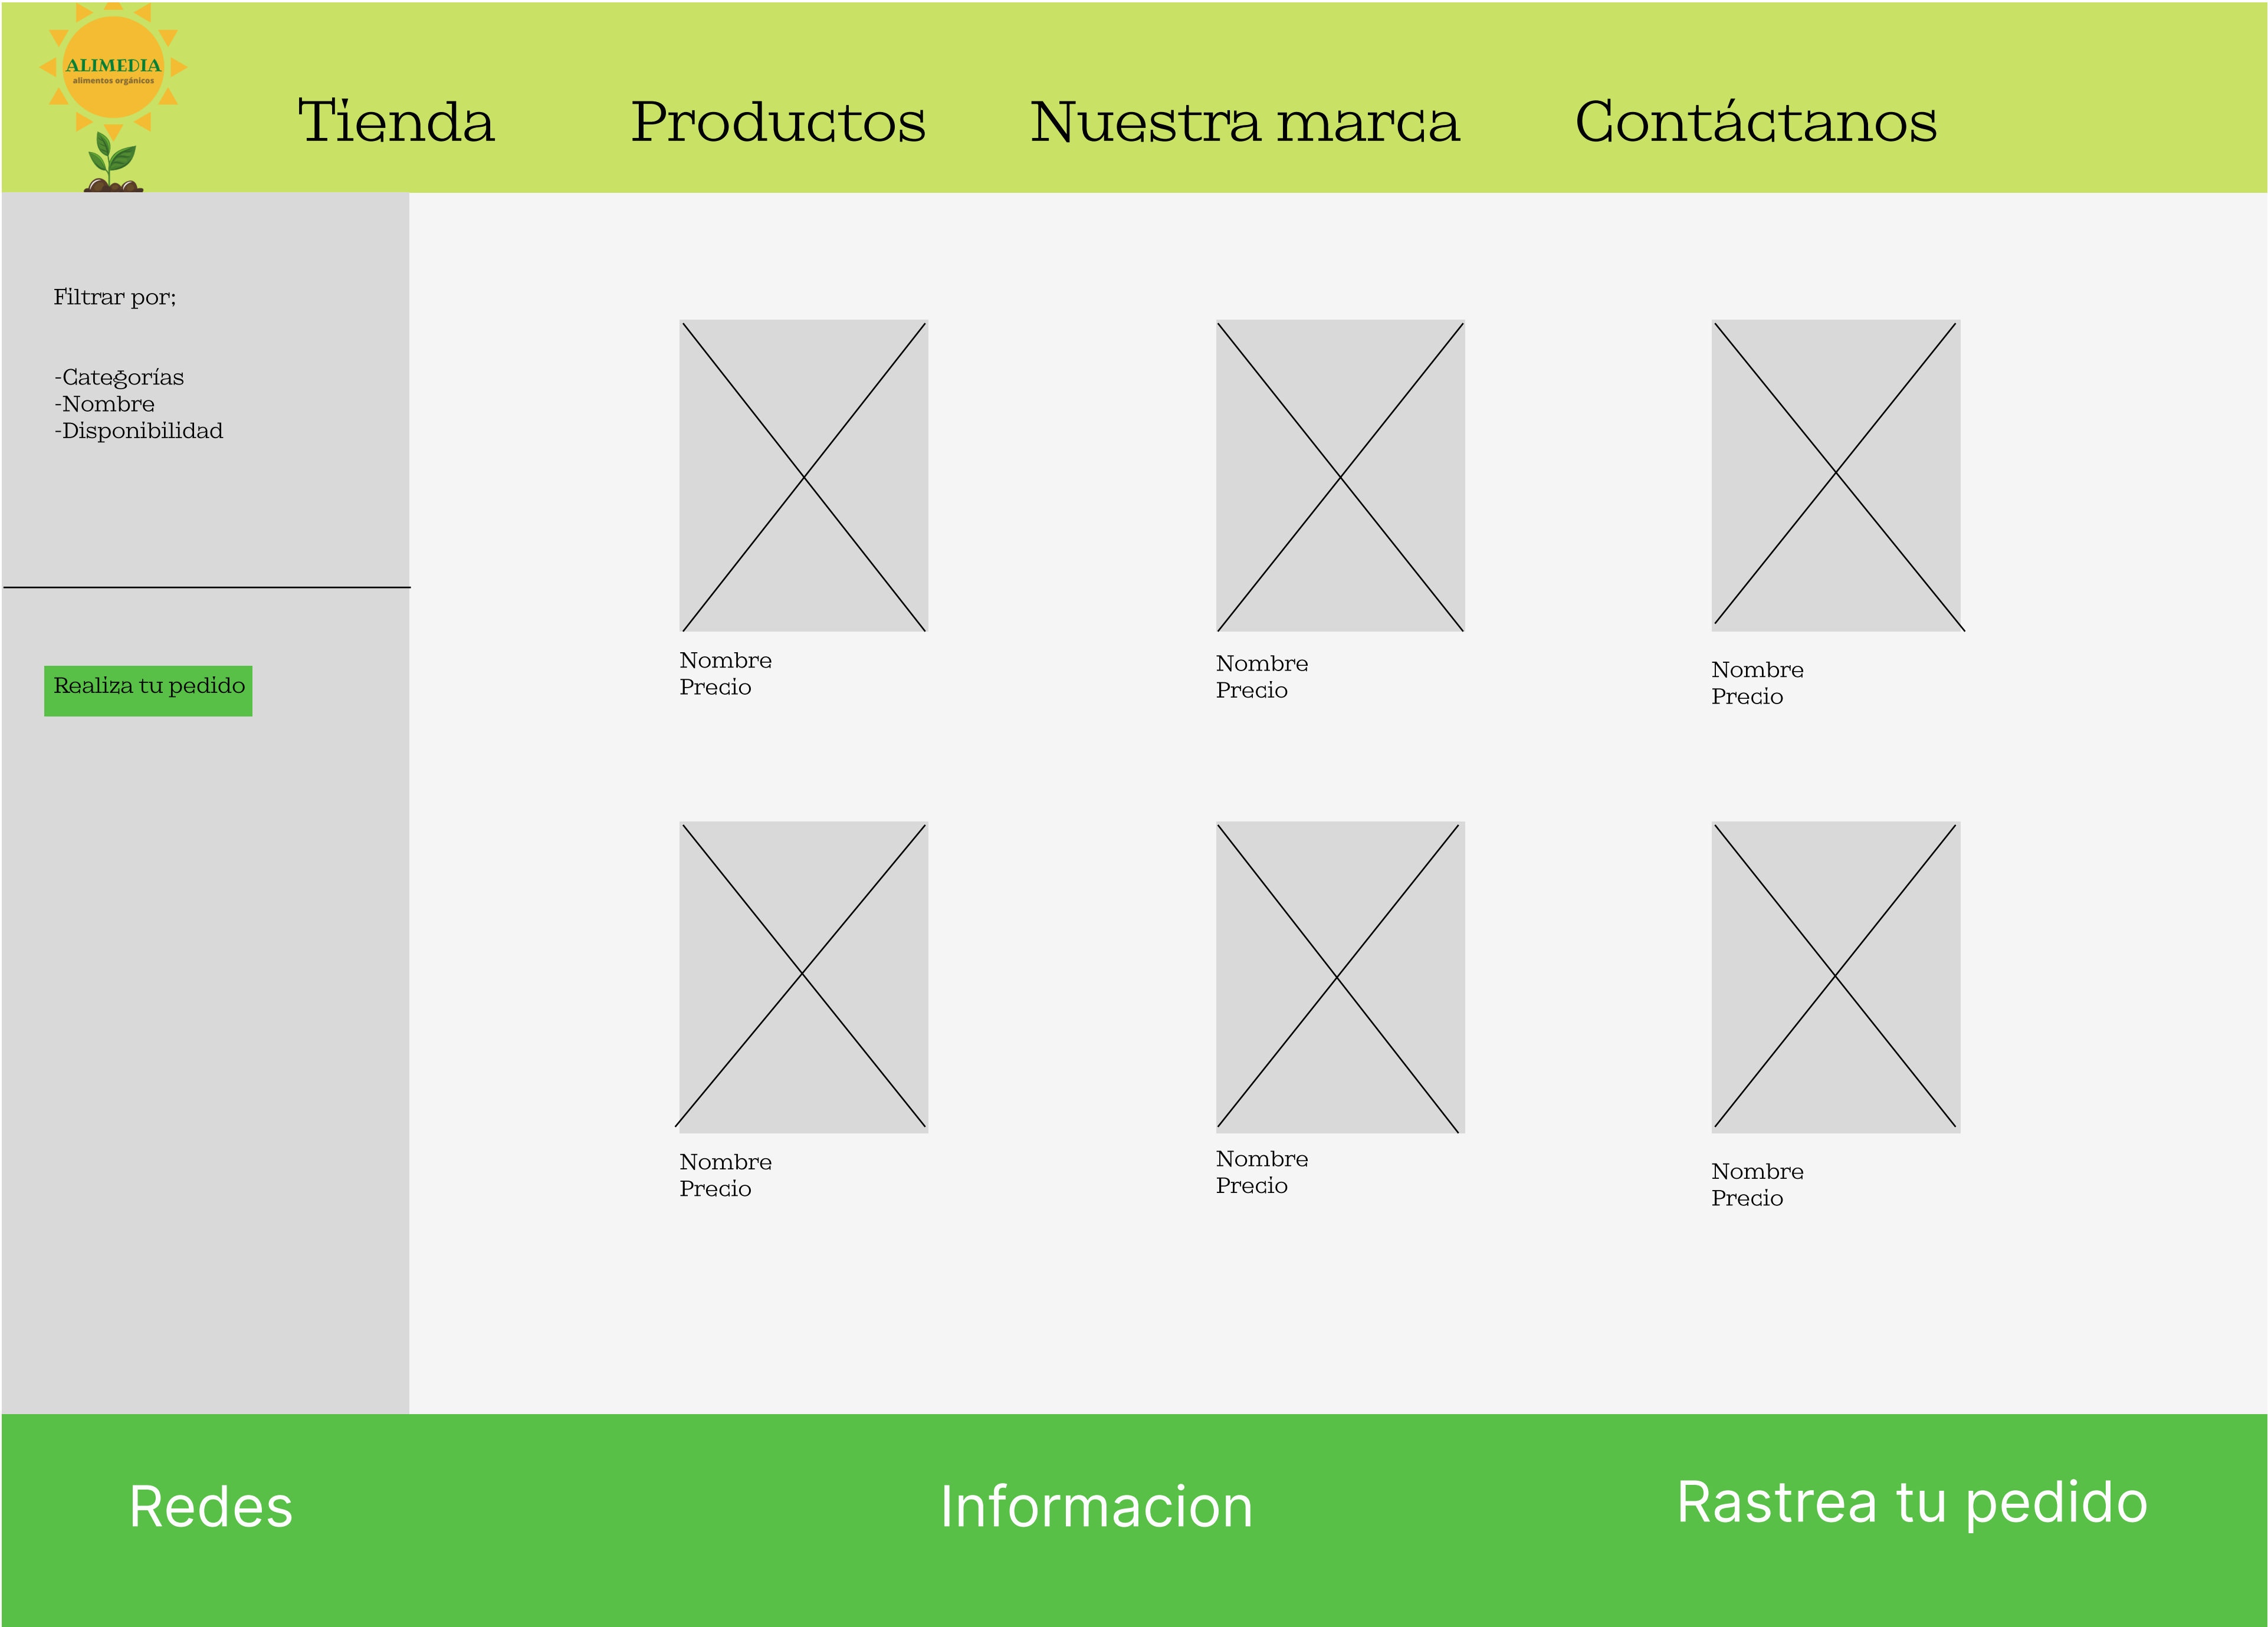 ALIMEDIA
alimentos orgánicos
Tienda Productos Nuestra marca Contáctanos
Filtrar por;
-Categorías
-Nombre
-Disponibilidad
Realiza tu pedido
Nombre
Precio
Nombre
Precio
Nombre
Precio
Nombre
Precio
Nombre
Precio
Nombre
Precio
Redes Informacion Rastrea tu pedido